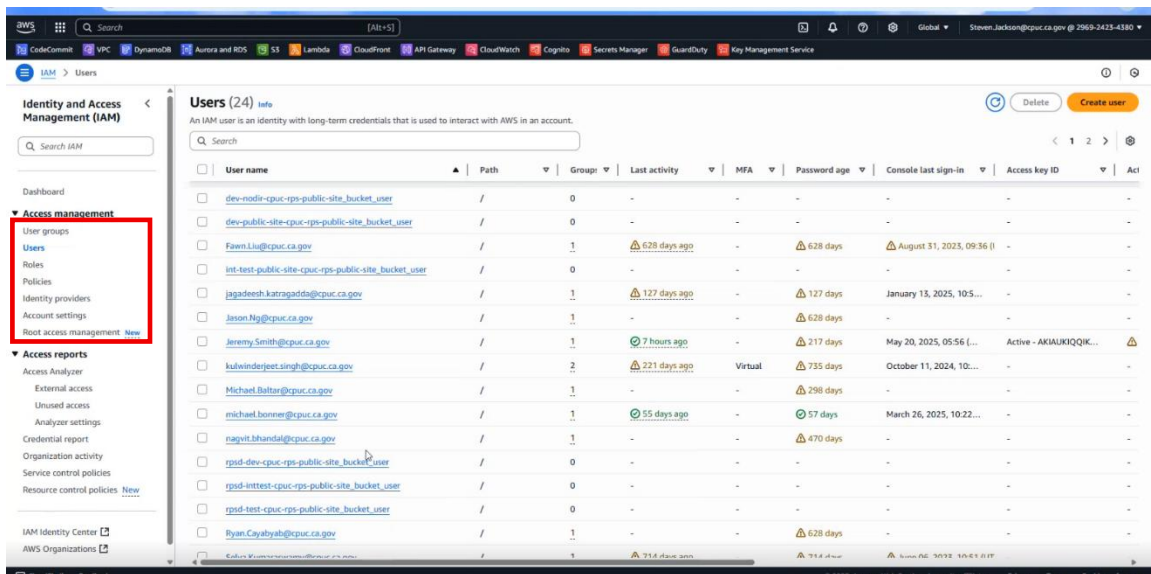 aws Search [Alt+S] Global ▼ Steven.Jackson@cpuc.ca.gov @ 2969-2423-4380 ▼
CodeCommit VPC DynamoDB Aurora and RDS S3 Lambda CloudFront API Gateway CloudWatch Cognito Secrets Manager GuardDuty Key Management Service
IAM > Users
Identity and Access Management (IAM)
Search IAM
Dashboard
Access management
User groups
Users
Roles
Policies
Identity providers
Account settings
Root access management New
Access reports
Access Analyzer
External access
Unused access
Analyzer settings
Credential report
Organization activity
Service control policies
Resource control policies New
IAM Identity Center
AWS Organizations
Users (24) Info
Delete Create user
An IAM user is an identity with long-term credentials that is used to interact with AWS in an account.
Search
< 1 2 >
User name Path Group: Last activity MFA Password age Console last sign-in Access key ID Act
dev-nodir-cpuc-rps-public-site_bucket_user / 0 - - - - - -
dev-public-site-cpuc-rps-public-site_bucket_user / 0 - - - - - -
Fawn.Liu@cpuc.ca.gov / 1 628 days ago - 628 days August 31, 2023, 09:36 ( - -
int-test-public-site-cpuc-rps-public-site_bucket_user / 0 - - - - - -
jagadeesh.katragadda@cpuc.ca.gov / 1 127 days ago - 127 days January 13, 2025, 10:5... - -
Jason.Ng@cpuc.ca.gov / 1 - - 628 days - - -
Jeremy.Smith@cpuc.ca.gov / 1 7 hours ago - 217 days May 20, 2025, 05:56 (... Active - AKIAUKIQQIK...
kulwinderjeet.singh@cpuc.ca.gov / 2 221 days ago Virtual 735 days October 11, 2024, 10:... - -
Michael.Baltar@cpuc.ca.gov / 1 - - 298 days - - -
michael.bonner@cpuc.ca.gov / 1 55 days ago - 57 days March 26, 2025, 10:22... - -
nagvit.bhandal@cpuc.ca.gov / 1 - - 470 days - - -
rpsd-dev-cpuc-rps-public-site_bucket_user / 0 - - - - - -
rpsd-inttest-cpuc-rps-public-site_bucket_user / 0 - - - - - -
rpsd-test-cpuc-rps-public-site_bucket_user / 0 - - - - - -
Ryan.Cayabyab@cpuc.ca.gov / 1 - - 628 days - - -
714 days ago - 714 days June 06, 2023, 10:51 (UT - -